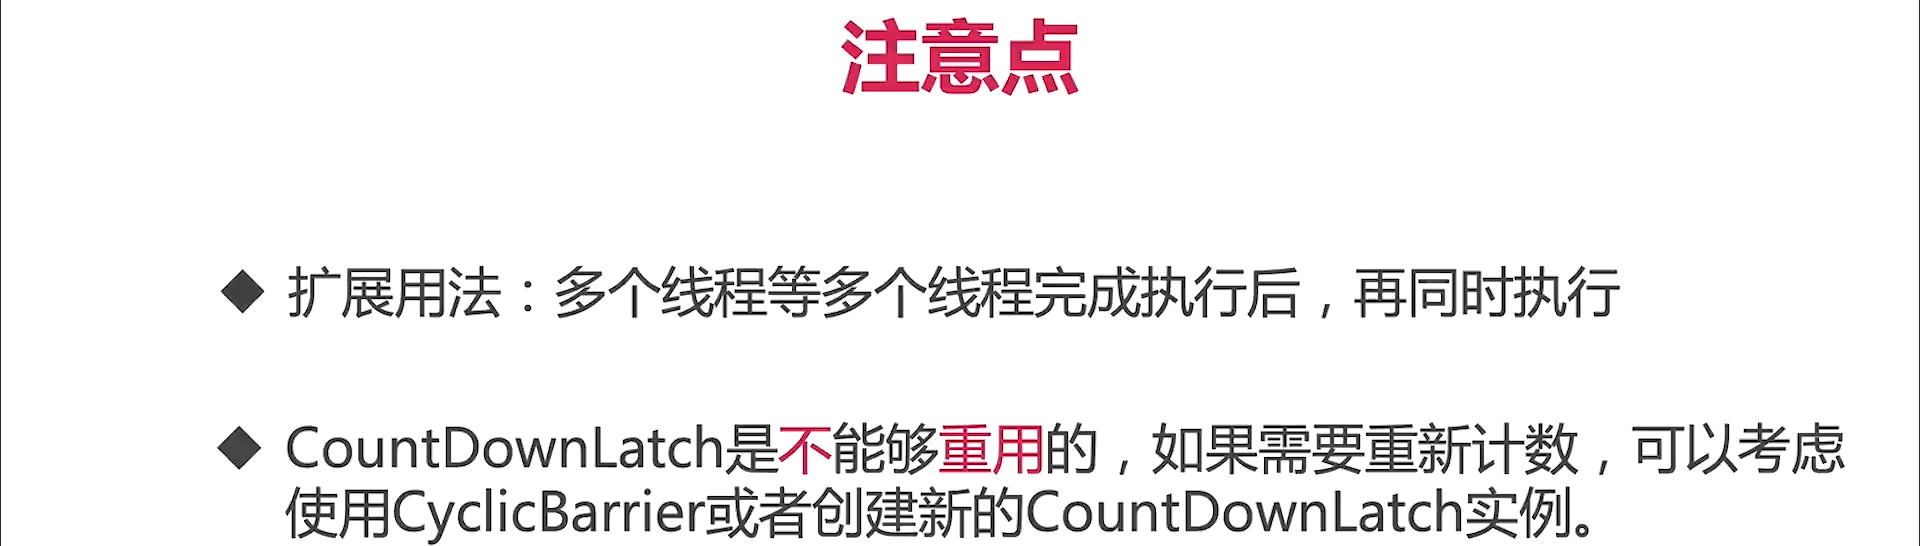 注意点
◆ 扩展用法：多个线程等多个线程完成执行后，再同时执行
◆ CountDownLatch是不能够重用的，如果需要重新计数，可以考虑
使用CyclicBarrier或者创建新的CountDownLatch实例。